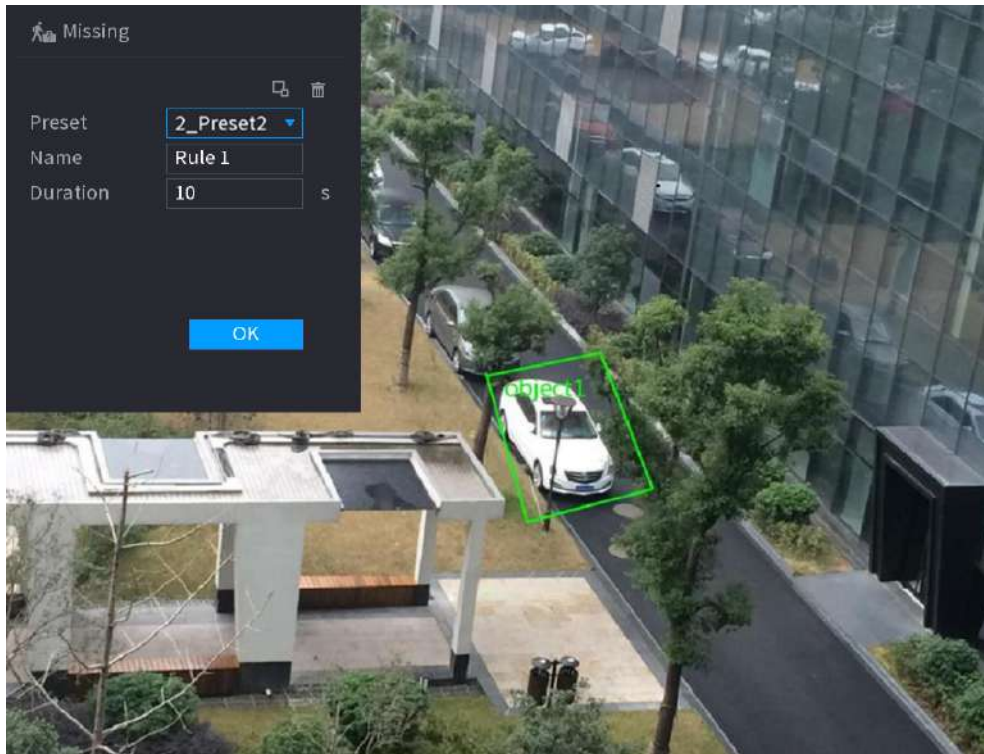 Missing
Preset 2_Preset2
Name Rule 1
Duration 10 s
OK
object1